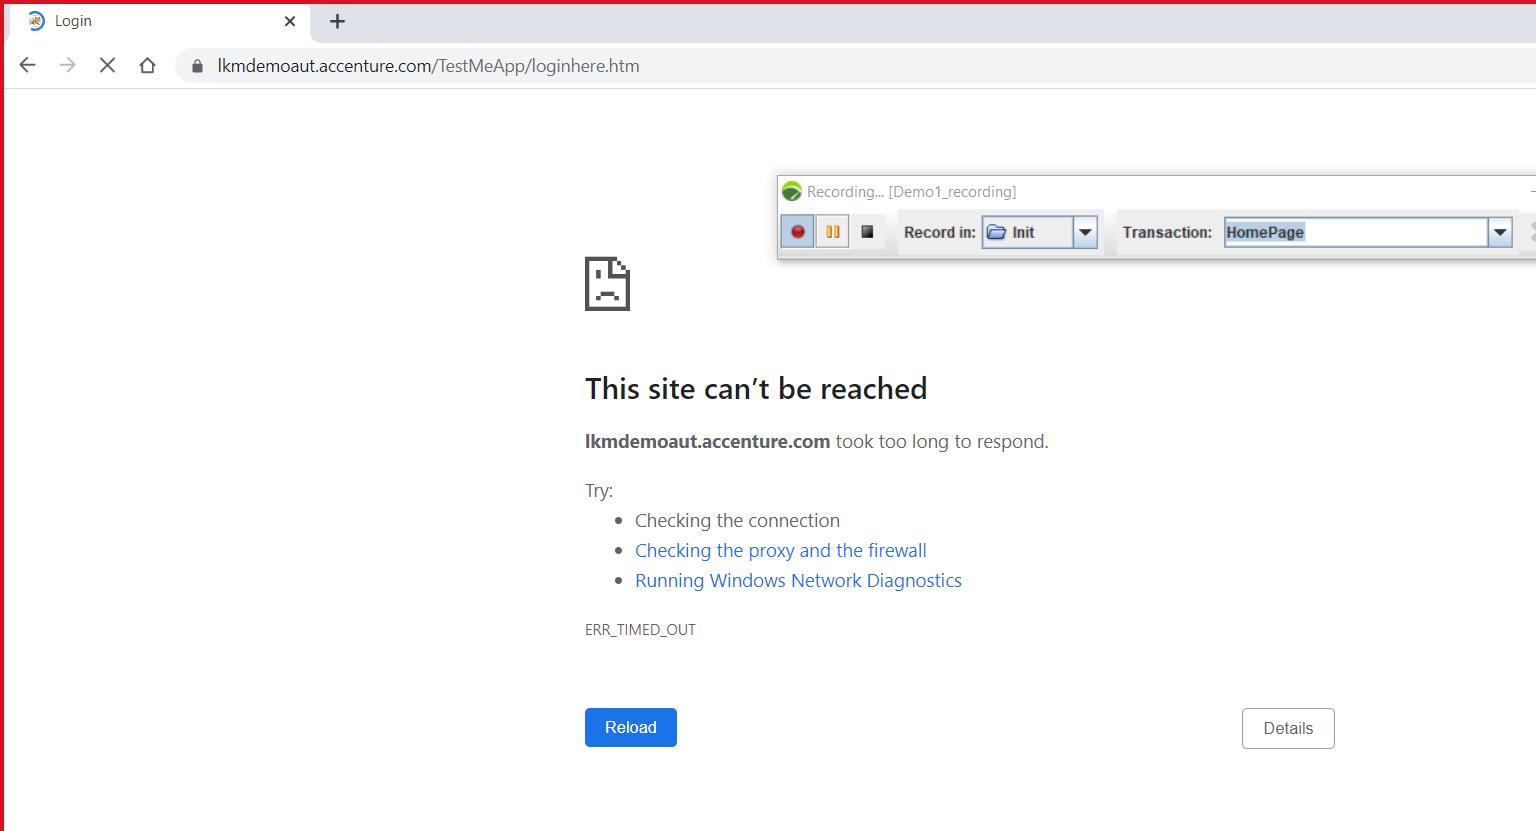 Login
lkmdemoaut.accenture.com/TestMeApp/loginhere.htm
Recording... [Demo1_recording]
Record in: Init Transaction: HomePage
This site can’t be reached
lkmdemoaut.accenture.com took too long to respond.
Try:
Checking the connection
Checking the proxy and the firewall
Running Windows Network Diagnostics
ERR_TIMED_OUT
Reload Details